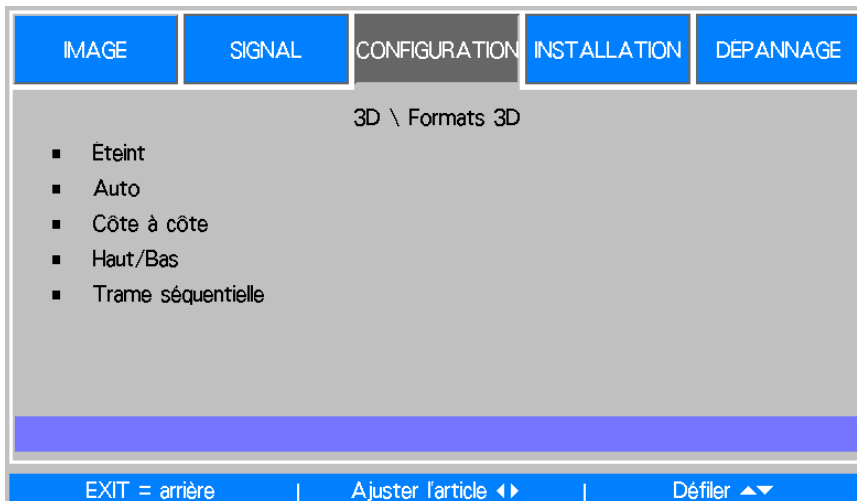 IMAGE SIGNAL CONFIGURATION INSTALLATION DÉPANNAGE
3D \ Formats 3D
▪ Éteint
▪ Auto
▪ Côte à côte
▪ Haut/Bas
▪ Trame séquentielle
EXIT = arrière | Ajuster l'article ◂▸ | Défiler ▴▾